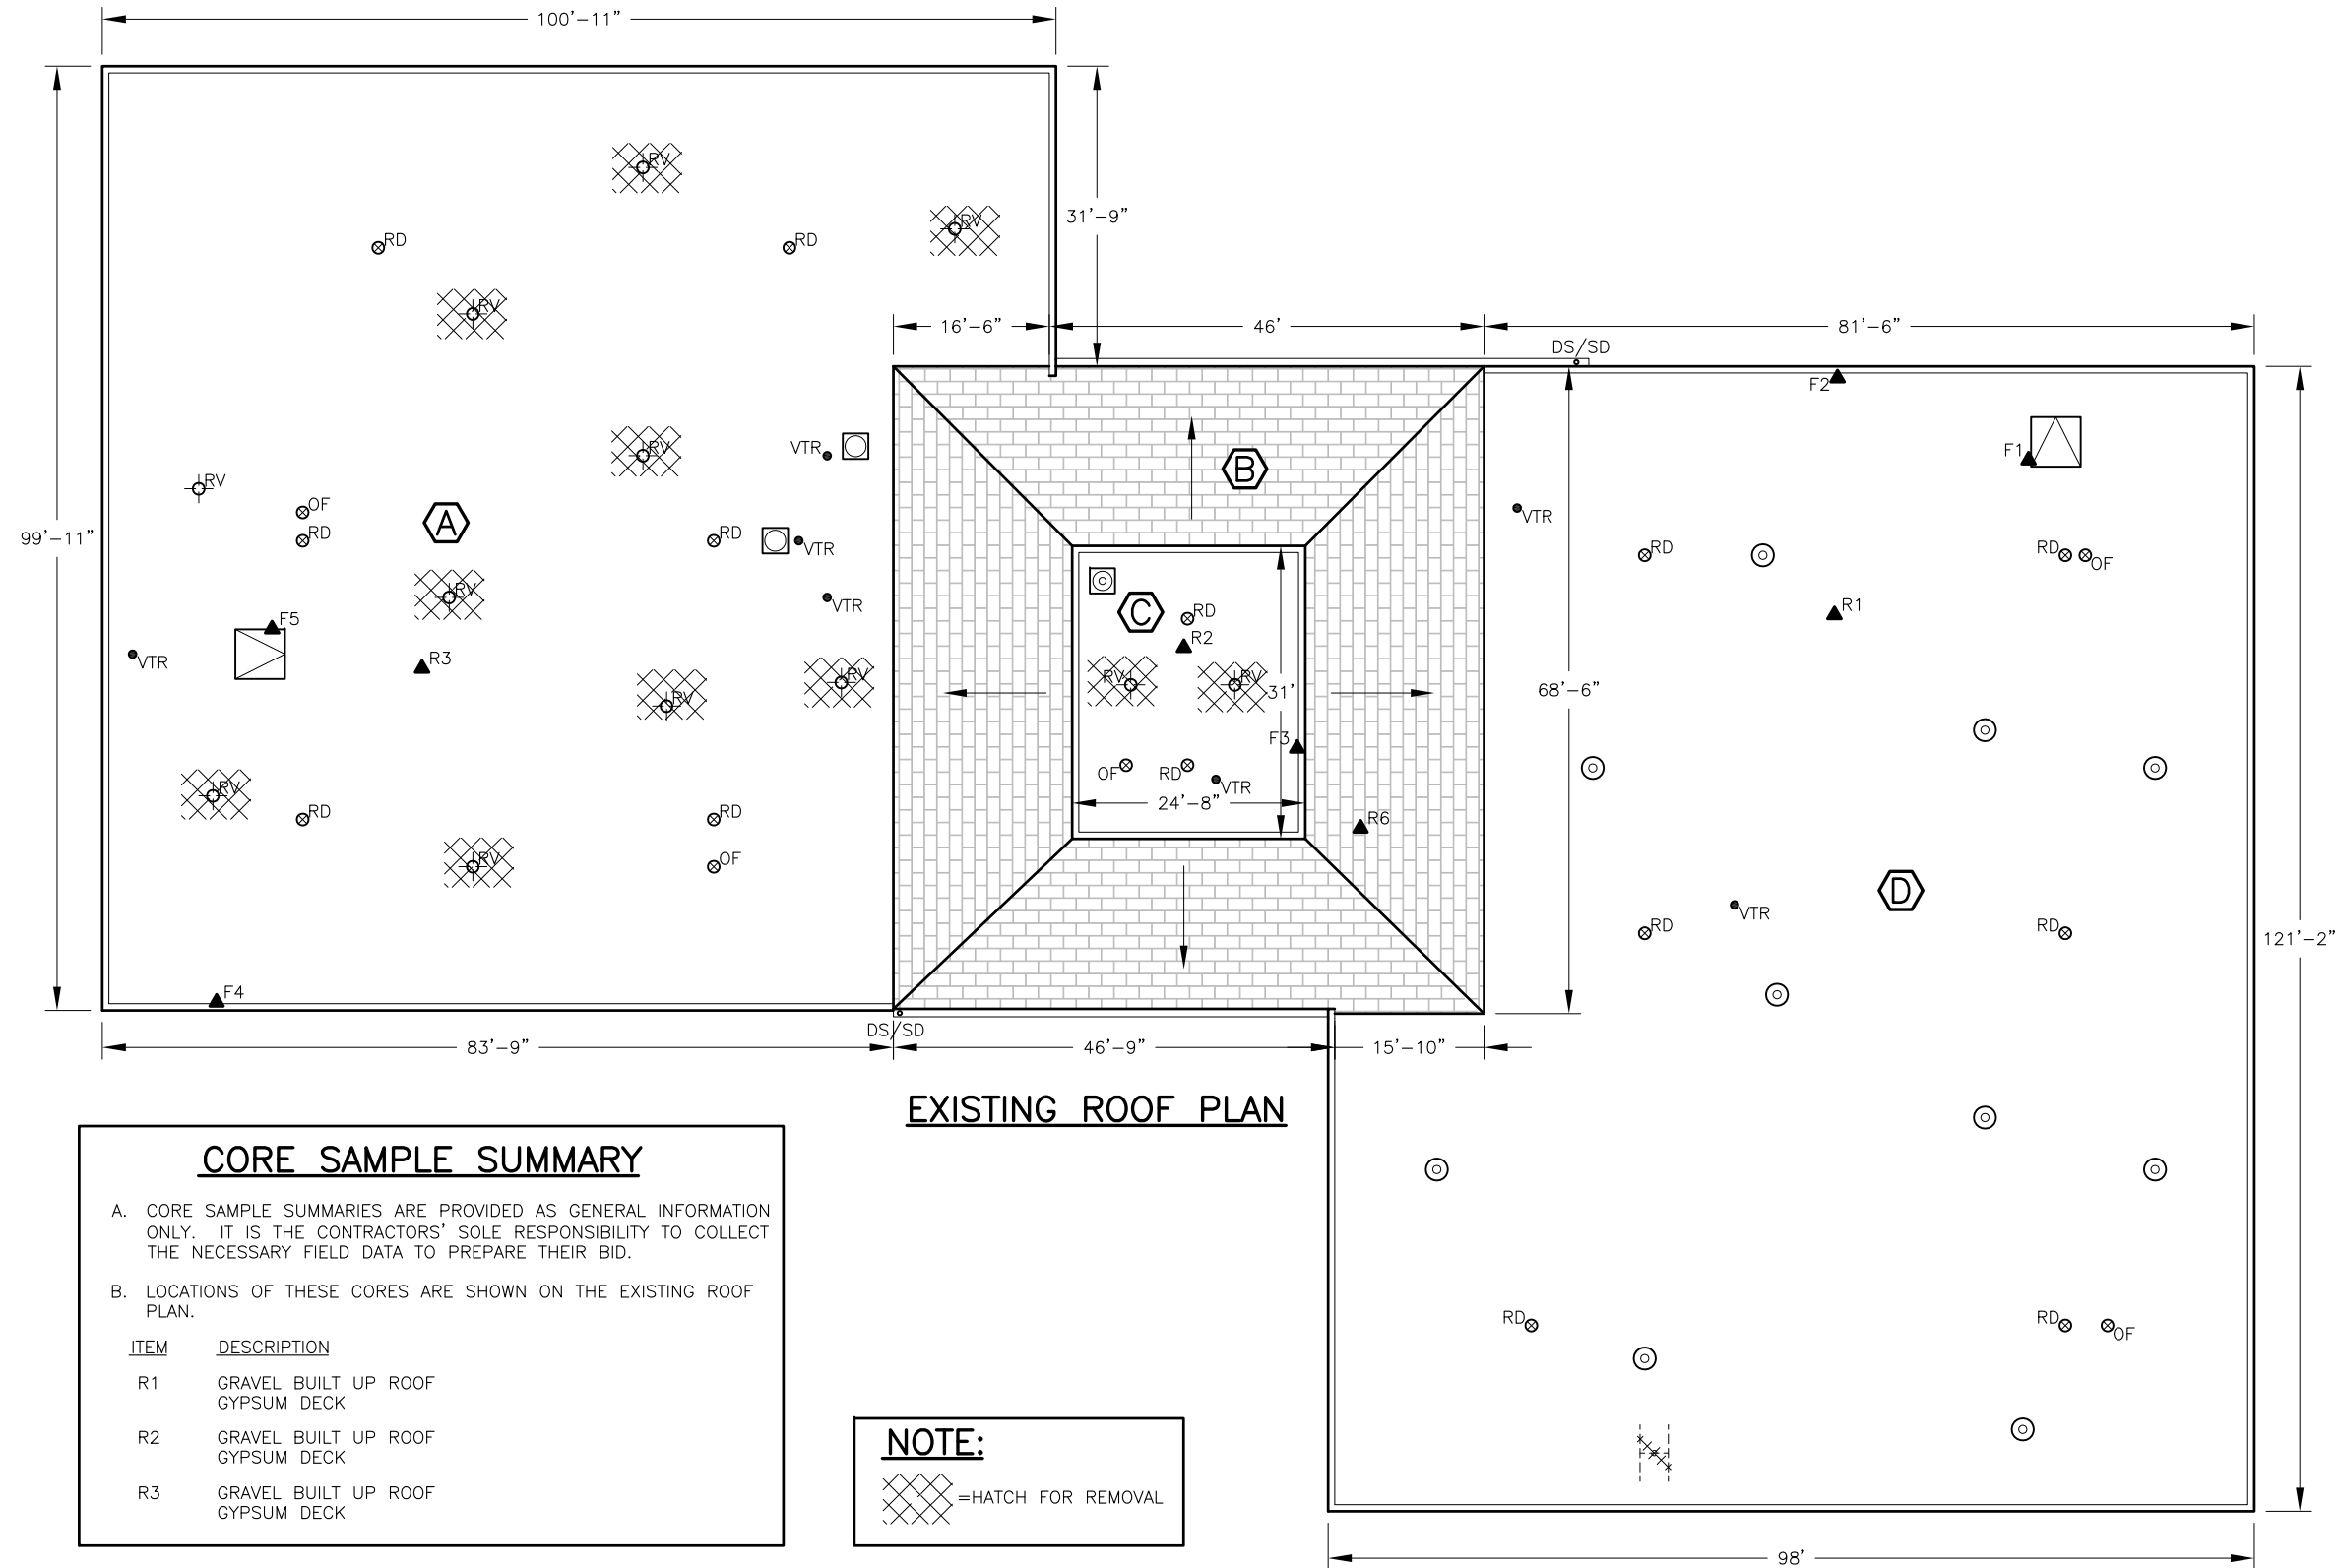 100'-11"
31'-9"
RV
RV
RD
RD
RV
16'-6"
46'
81'-6"
DS/SD
F2
RV
VTR
B
F1
RV
OF
A
VTR
99'-11"
RD
RD
VTR
RD
RD
OF
C
RD
R1
RV
VTR
F5
R2
VTR
R3
RV
RV
RV
RV
31'
68'-6"
F3
OF
RD
VTR
RV
24'-8"
RD
RD
R6
RV
OF
D
VTR
RD
RD
121'-2"
F4
DS/SD
83'-9"
46'-9"
15'-10"
EXISTING ROOF PLAN
CORE SAMPLE SUMMARY
A. CORE SAMPLE SUMMARIES ARE PROVIDED AS GENERAL INFORMATION
ONLY. IT IS THE CONTRACTORS' SOLE RESPONSIBILITY TO COLLECT
THE NECESSARY FIELD DATA TO PREPARE THEIR BID.
B. LOCATIONS OF THESE CORES ARE SHOWN ON THE EXISTING ROOF
PLAN.
ITEM DESCRIPTION
R1 GRAVEL BUILT UP ROOF
GYPSUM DECK
R2 GRAVEL BUILT UP ROOF
GYPSUM DECK
R3 GRAVEL BUILT UP ROOF
GYPSUM DECK
NOTE:
=HATCH FOR REMOVAL
RD
RD
OF
98'